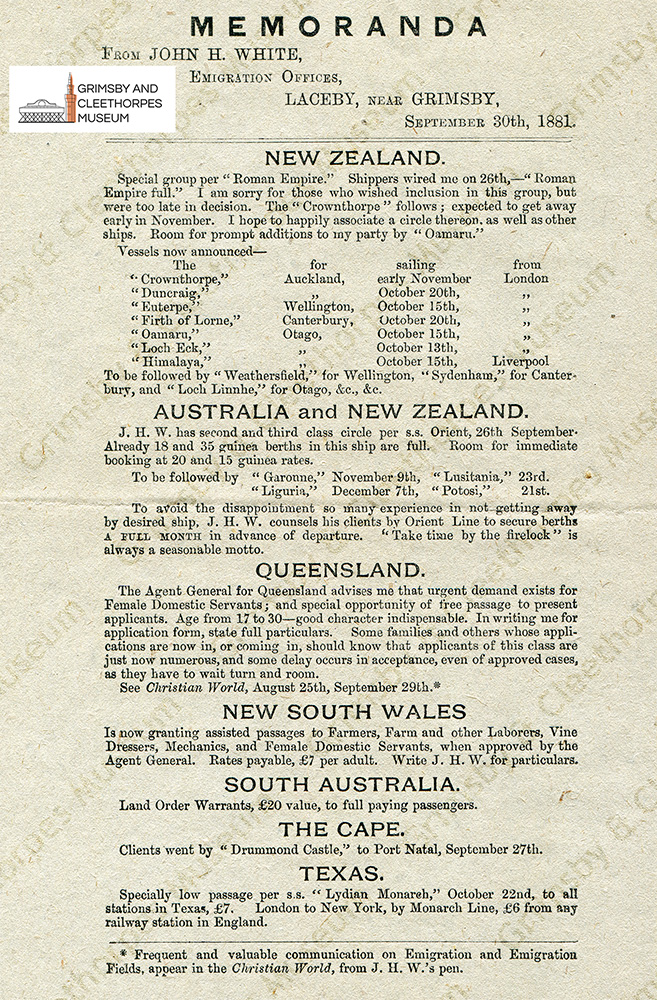 MEMORANDA
FROM JOHN H. WHITE,
EMIGRATION OFFICES,
LACEBY, NEAR GRIMSBY,
SEPTEMBER 30th, 1881.
GRIMSBY AND
CLEETHORPES
MUSEUM
NEW ZEALAND.
Special group per “Roman Empire.” Shippers wired me on 26th,—“Roman
Empire full.” I am sorry for those who wished inclusion in this group, but
were too late in decision. The “Crownthorpe” follows; expected to get away
early in November. I hope to happily associate a circle thereon, as well as other
ships. Room for prompt additions to my party by “Oamaru.”
Vessels now announced—
The for sailing from
“Crownthorpe,” Auckland, early November London
“Duncraig,” ,, October 20th, ,,
“Euterpe,” Wellington, October 15th, ,,
“Firth of Lorne,” Canterbury, October 20th, ,,
“Oamaru,” Otago, October 15th, ,,
“Loch Eck,” ,, October 13th, ,,
“Himalaya,” ,, October 15th, Liverpool
To be followed by “Weathersfield,” for Wellington, “Sydenham,” for Canter-
bury, and “Loch Linnhe,” for Otago, &c., &c.
AUSTRALIA and NEW ZEALAND.
J. H. W. has second and third class circle per s.s. Orient, 26th September.
Already 18 and 35 guinea berths in this ship are full. Room for immediate
booking at 20 and 15 guinea rates.
To be followed by “Garonne,” November 9th, “Lusitania,” 23rd.
“Liguria,” December 7th, “Potosi,” 21st.
To avoid the disappointment so many experience in not getting away
by desired ship, J. H. W. counsels his clients by Orient Line to secure berths
A FULL MONTH in advance of departure. “Take time by the firelock” is
always a seasonable motto.
QUEENSLAND.
The Agent General for Queensland advises me that urgent demand exists for
Female Domestic Servants; and special opportunity of free passage to present
applicants. Age from 17 to 30—good character indispensable. In writing me for
application form, state full particulars. Some families and others whose appli-
cations are now in, or coming in, should know that applicants of this class are
just now numerous, and some delay occurs in acceptance, even of approved cases,
as they have to wait turn and room.
See Christian World, August 25th, September 29th.*
NEW SOUTH WALES
Is now granting assisted passages to Farmers, Farm and other Laborers, Vine
Dressers, Mechanics, and Female Domestic Servants, when approved by the
Agent General. Rates payable, £7 per adult. Write J. H. W. for particulars.
SOUTH AUSTRALIA.
Land Order Warrants, £20 value, to full paying passengers.
THE CAPE.
Clients went by “Drummond Castle,” to Port Natal, September 27th.
TEXAS.
Specially low passage per s.s. “Lydian Monarch,” October 22nd, to all
stations in Texas, £7. London to New York, by Monarch Line, £6 from any
railway station in England.
* Frequent and valuable communication on Emigration and Emigration
Fields, appear in the Christian World, from J. H. W.’s pen.